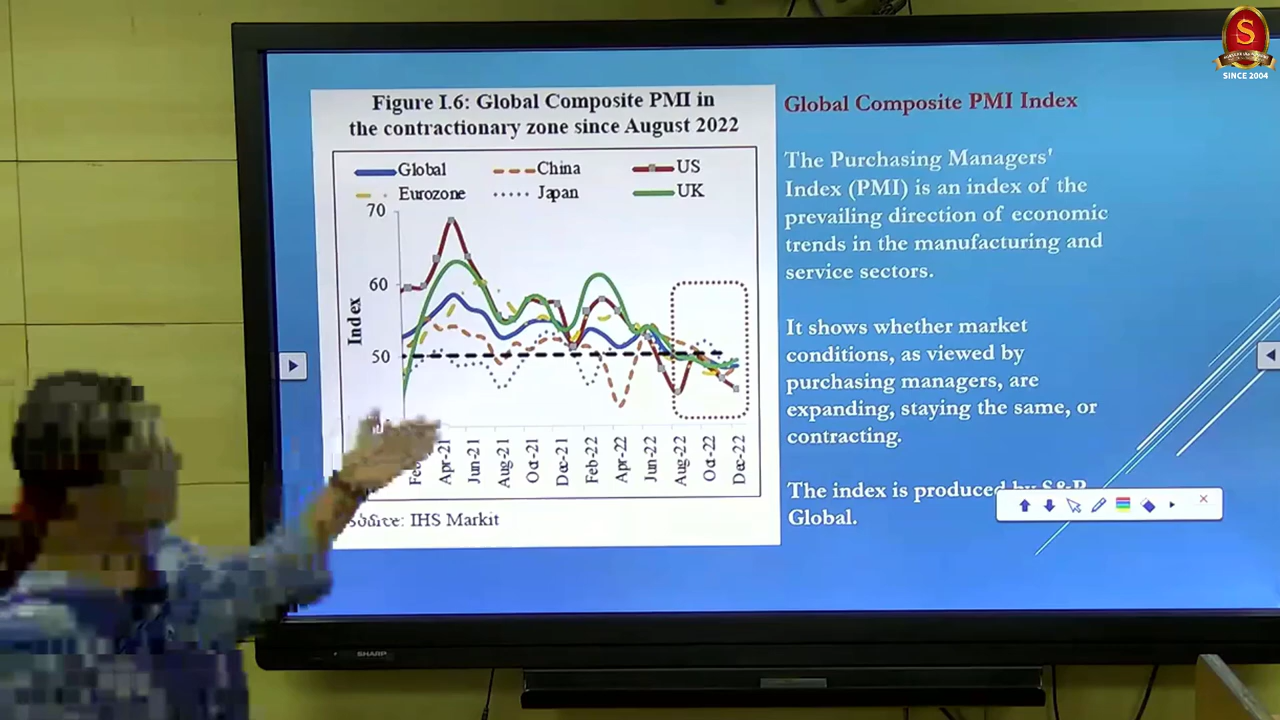 S
SINCE 2004
Figure I.6: Global Composite PMI in
the contractionary zone since August 2022
Global China US
Eurozone Japan UK
70
60
50
Index
Apr-21
Jun-21
Aug-21
Oct-21
Dec-21
Feb-22
Apr-22
Jun-22
Aug-22
Oct-22
Dec-22
IHS Markit
Global Composite PMI Index
The Purchasing Managers'
Index (PMI) is an index of the
prevailing direction of economic
trends in the manufacturing and
service sectors.
It shows whether market
conditions, as viewed by
purchasing managers, are
expanding, staying the same, or
contracting.
The index is produced by S&P
Global.
SHARP